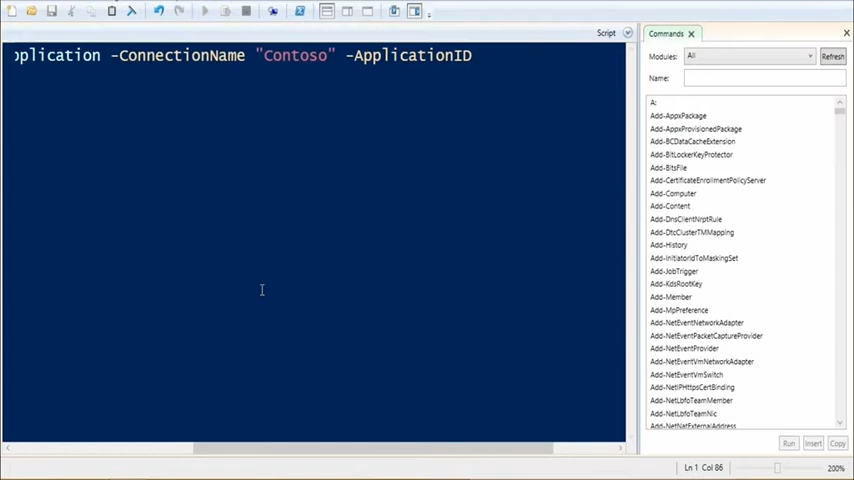 Script
pplication -ConnectionName "Contoso" -ApplicationID
Commands
Modules: All Refresh
Name:
A:
Add-AppxPackage
Add-AppxProvisionedPackage
Add-BCDataCacheExtension
Add-BitLockerKeyProtector
Add-BitsFile
Add-CertificateEnrollmentPolicyServer
Add-Computer
Add-Content
Add-DnsClientNrptRule
Add-DtcClusterTMMapping
Add-History
Add-InitiatorIdToMaskingSet
Add-JobTrigger
Add-KdsRootKey
Add-Member
Add-MpPreference
Add-NetEventNetworkAdapter
Add-NetEventPacketCaptureProvider
Add-NetEventProvider
Add-NetEventVmNetworkAdapter
Add-NetEventVmSwitch
Add-NetIPHttpsCertBinding
Add-NetLbfoTeamMember
Add-NetLbfoTeamNic
Add-NetNatExternalAddress
Run Insert Copy
Ln 1 Col 86 200%